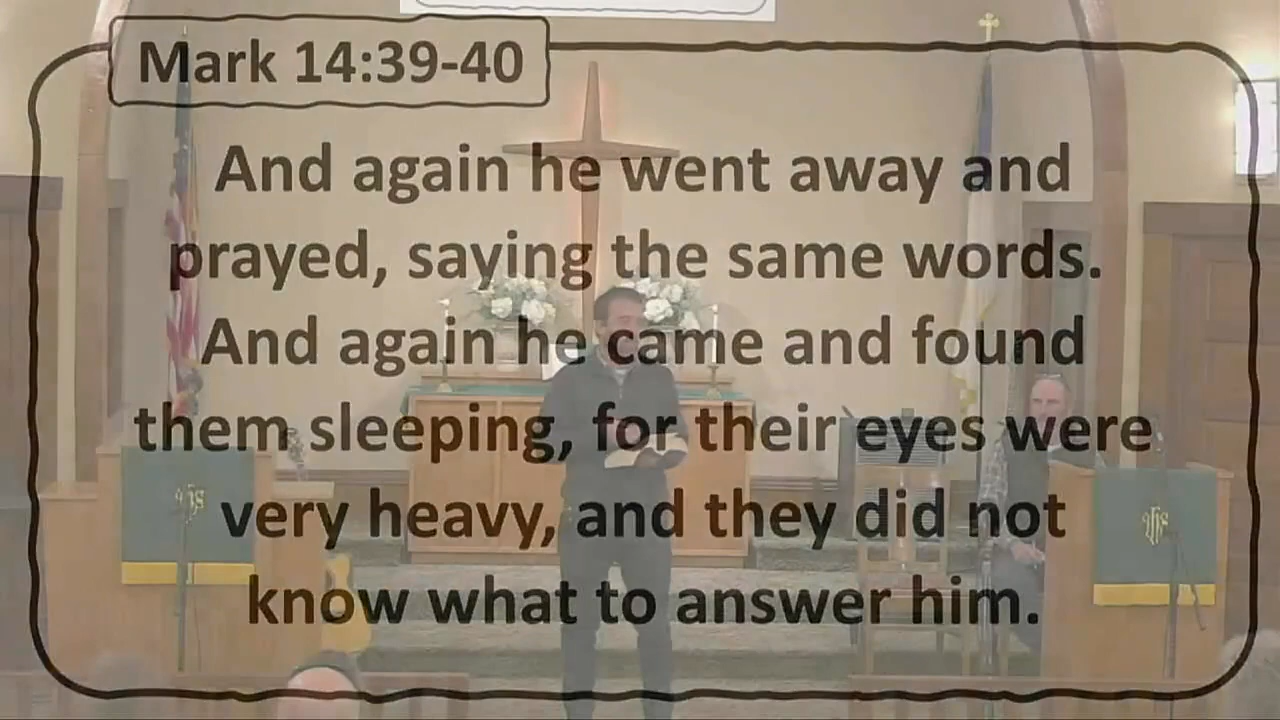 Mark 14:39-40
And again he went away and
prayed, saying the same words.
And again he came and found
them sleeping, for their eyes were
very heavy, and they did not
know what to answer him.